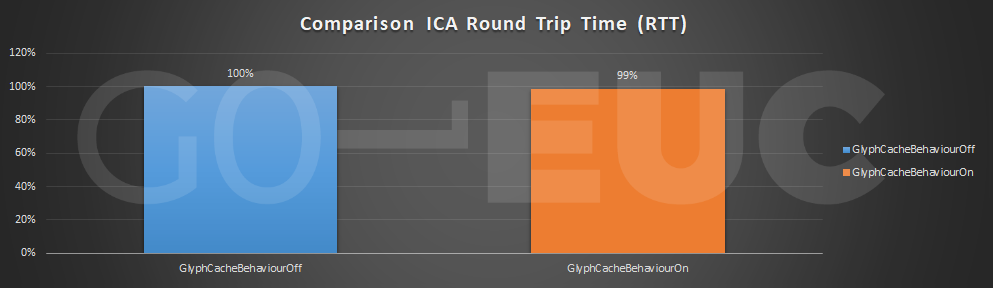 Comparison ICA Round Trip Time (RTT)
120%
100%
80%
60%
40%
20%
0%
100%
99%
GlyphCacheBehaviourOff
GlyphCacheBehaviourOn
GlyphCacheBehaviourOff
GlyphCacheBehaviourOn
GO-EUC